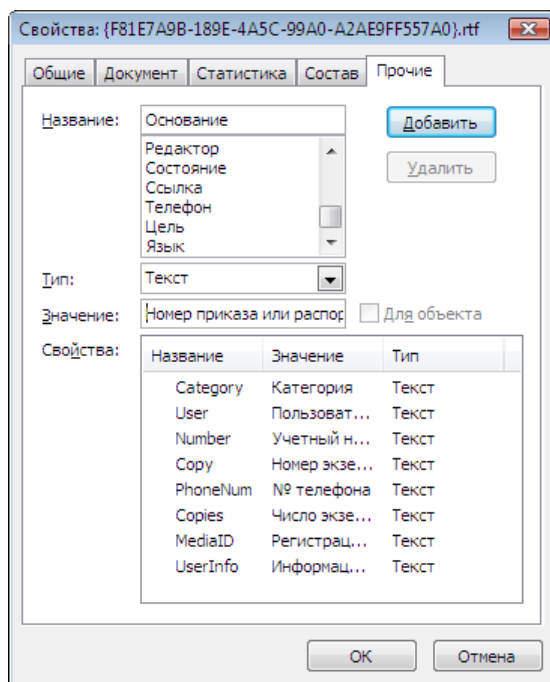 Свойства: {F81E7A9B-189E-4A5C-99A0-A2AE9FF557A0}.rtf
Общие Документ Статистика Состав Прочие
Название: Основание Добавить
Редактор
Состояние Удалить
Ссылка
Телефон
Цель
Язык
Тип: Текст
Значение: Номер приказа или распор Для объекта
Свойства: Название Значение Тип
Category Категория Текст
User Пользоват... Текст
Number Учетный н... Текст
Copy Номер экзе... Текст
PhoneNum № телефона Текст
Copies Число экзе... Текст
MediaID Регистрац... Текст
UserInfo Информац... Текст
ОК Отмена